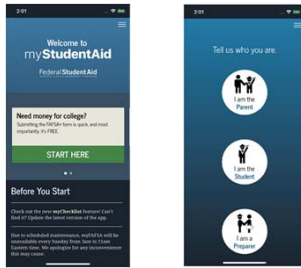 2:01
Welcome to
myStudentAid
Federal Student Aid
Need money for college?
Submitting the FAFSA® form is quick, and most
importantly, it's FREE.
START HERE
Before You Start
Check out the new myChecklist feature! Can't
find it? Update the latest version of the app.
Due to scheduled maintenance, myFAFSA will be
unavailable every Sunday from 3am to 11am
Eastern time. We apologize for any inconvenience
this may cause.
2:01
Tell us who you are.
I am the
Parent
I am the
Student
I am a
Preparer